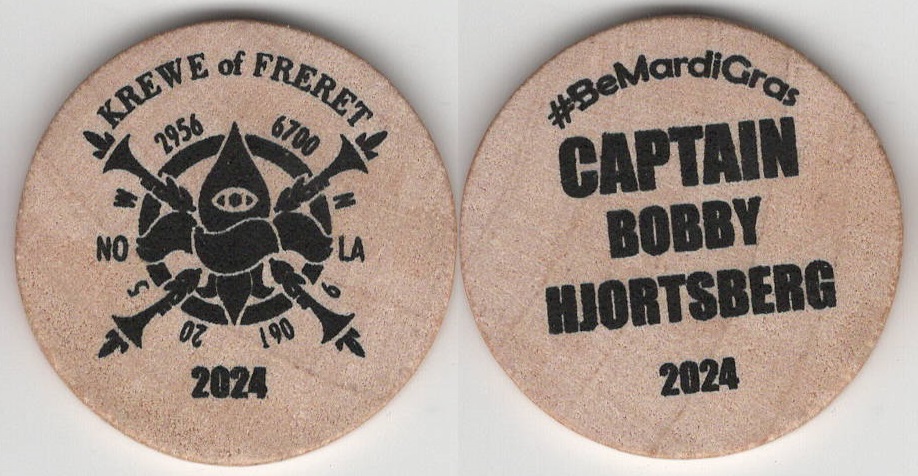 KREWE of FRERET
2956 6700
NO LA
20 190
2024
#BeMardiGras
CAPTAIN
BOBBY
HJORTSBERG
2024